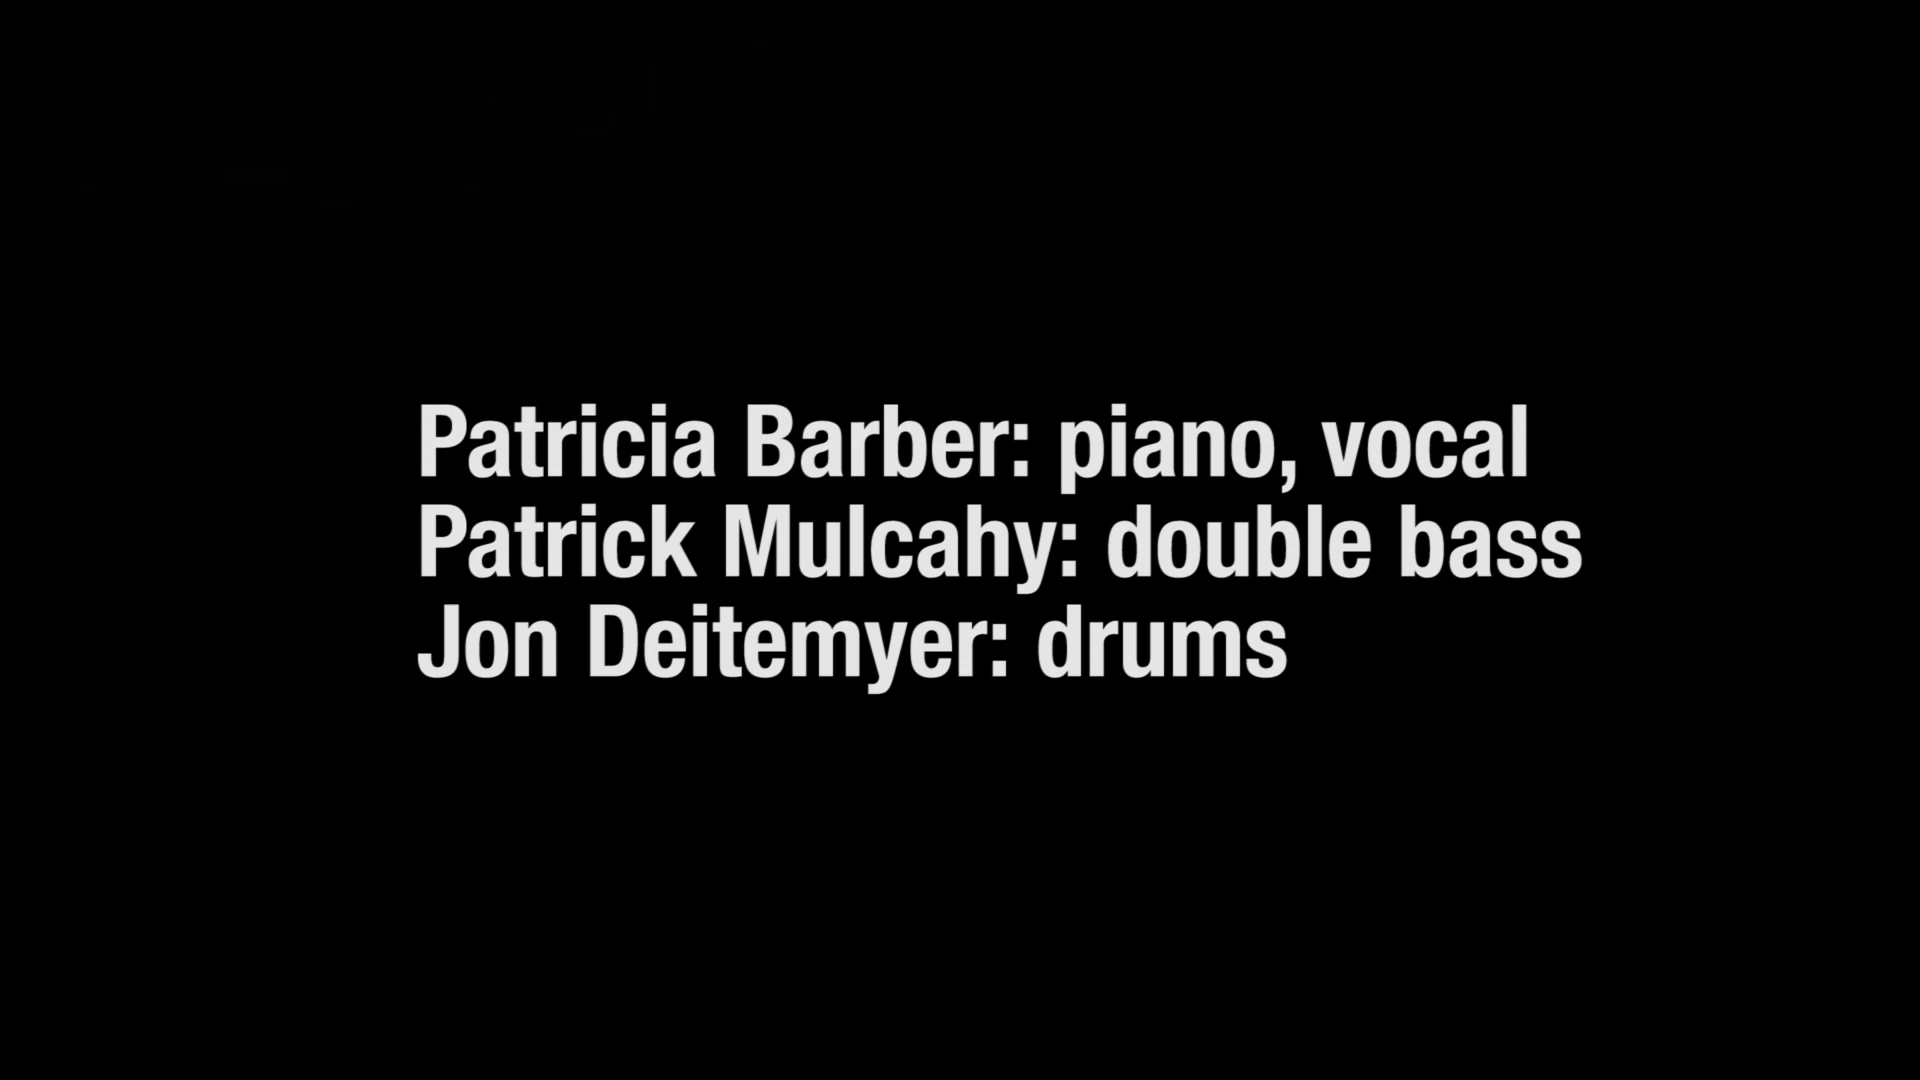 Patricia Barber: piano, vocal
Patrick Mulcahy: double bass
Jon Deitemyer: drums